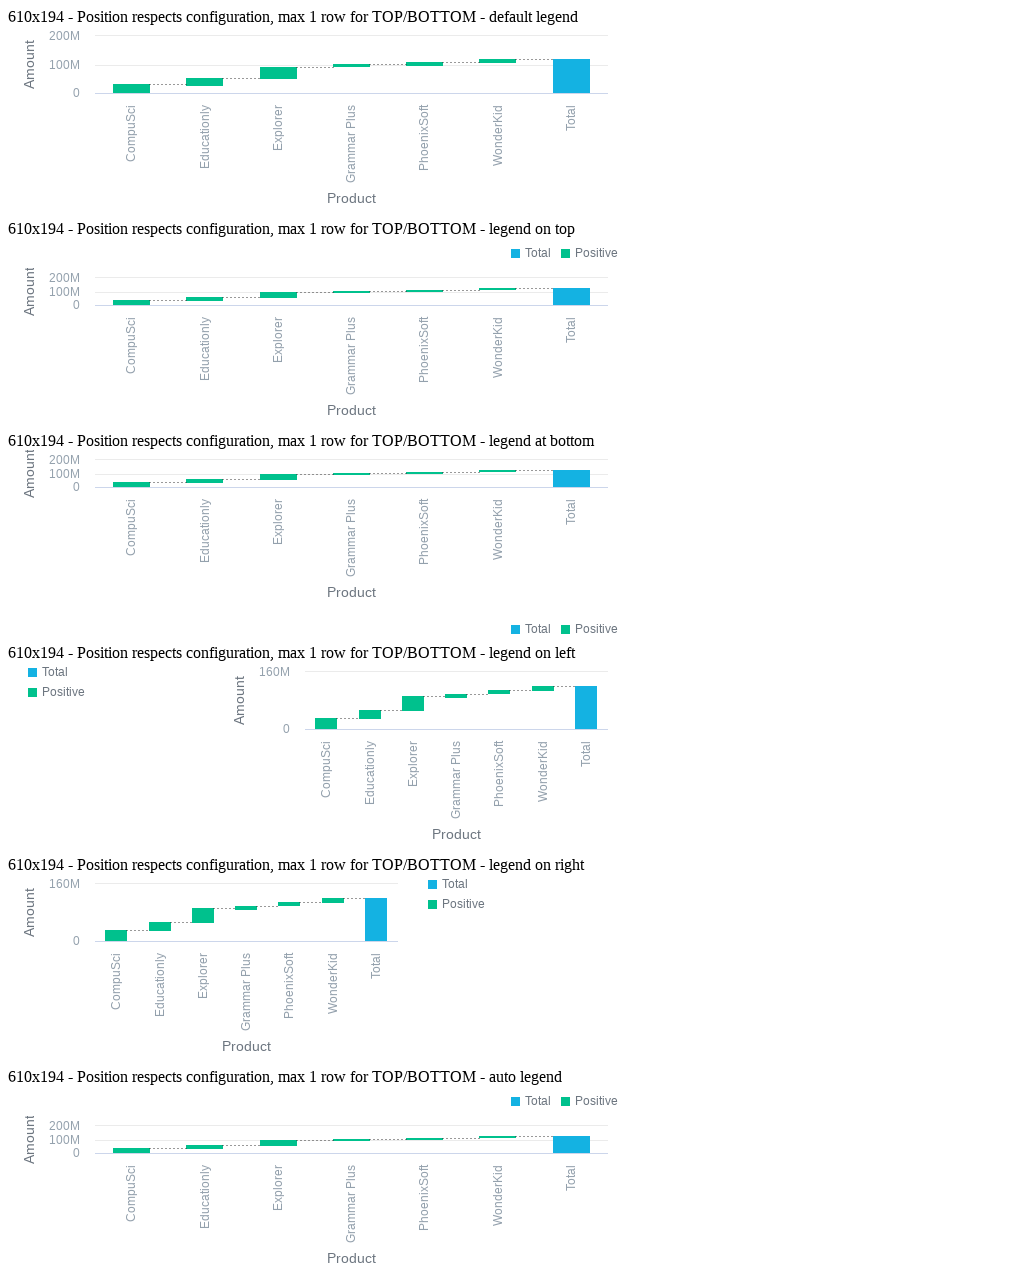 610x194 - Position respects configuration, max 1 row for TOP/BOTTOM - default legend
200M
100M
0
Amount
CompuSci
Educationly
Explorer
Grammar Plus
PhoenixSoft
WonderKid
Total
Product
610x194 - Position respects configuration, max 1 row for TOP/BOTTOM - legend on top
Total Positive
200M
100M
0
Amount
CompuSci
Educationly
Explorer
Grammar Plus
PhoenixSoft
WonderKid
Total
Product
610x194 - Position respects configuration, max 1 row for TOP/BOTTOM - legend at bottom
200M
100M
0
Amount
CompuSci
Educationly
Explorer
Grammar Plus
PhoenixSoft
WonderKid
Total
Product
Total Positive
610x194 - Position respects configuration, max 1 row for TOP/BOTTOM - legend on left
Total
Positive
160M
0
Amount
CompuSci
Educationly
Explorer
Grammar Plus
PhoenixSoft
WonderKid
Total
Product
610x194 - Position respects configuration, max 1 row for TOP/BOTTOM - legend on right
160M
0
Amount
CompuSci
Educationly
Explorer
Grammar Plus
PhoenixSoft
WonderKid
Total
Product
Total
Positive
610x194 - Position respects configuration, max 1 row for TOP/BOTTOM - auto legend
Total Positive
200M
100M
0
Amount
CompuSci
Educationly
Explorer
Grammar Plus
PhoenixSoft
WonderKid
Total
Product